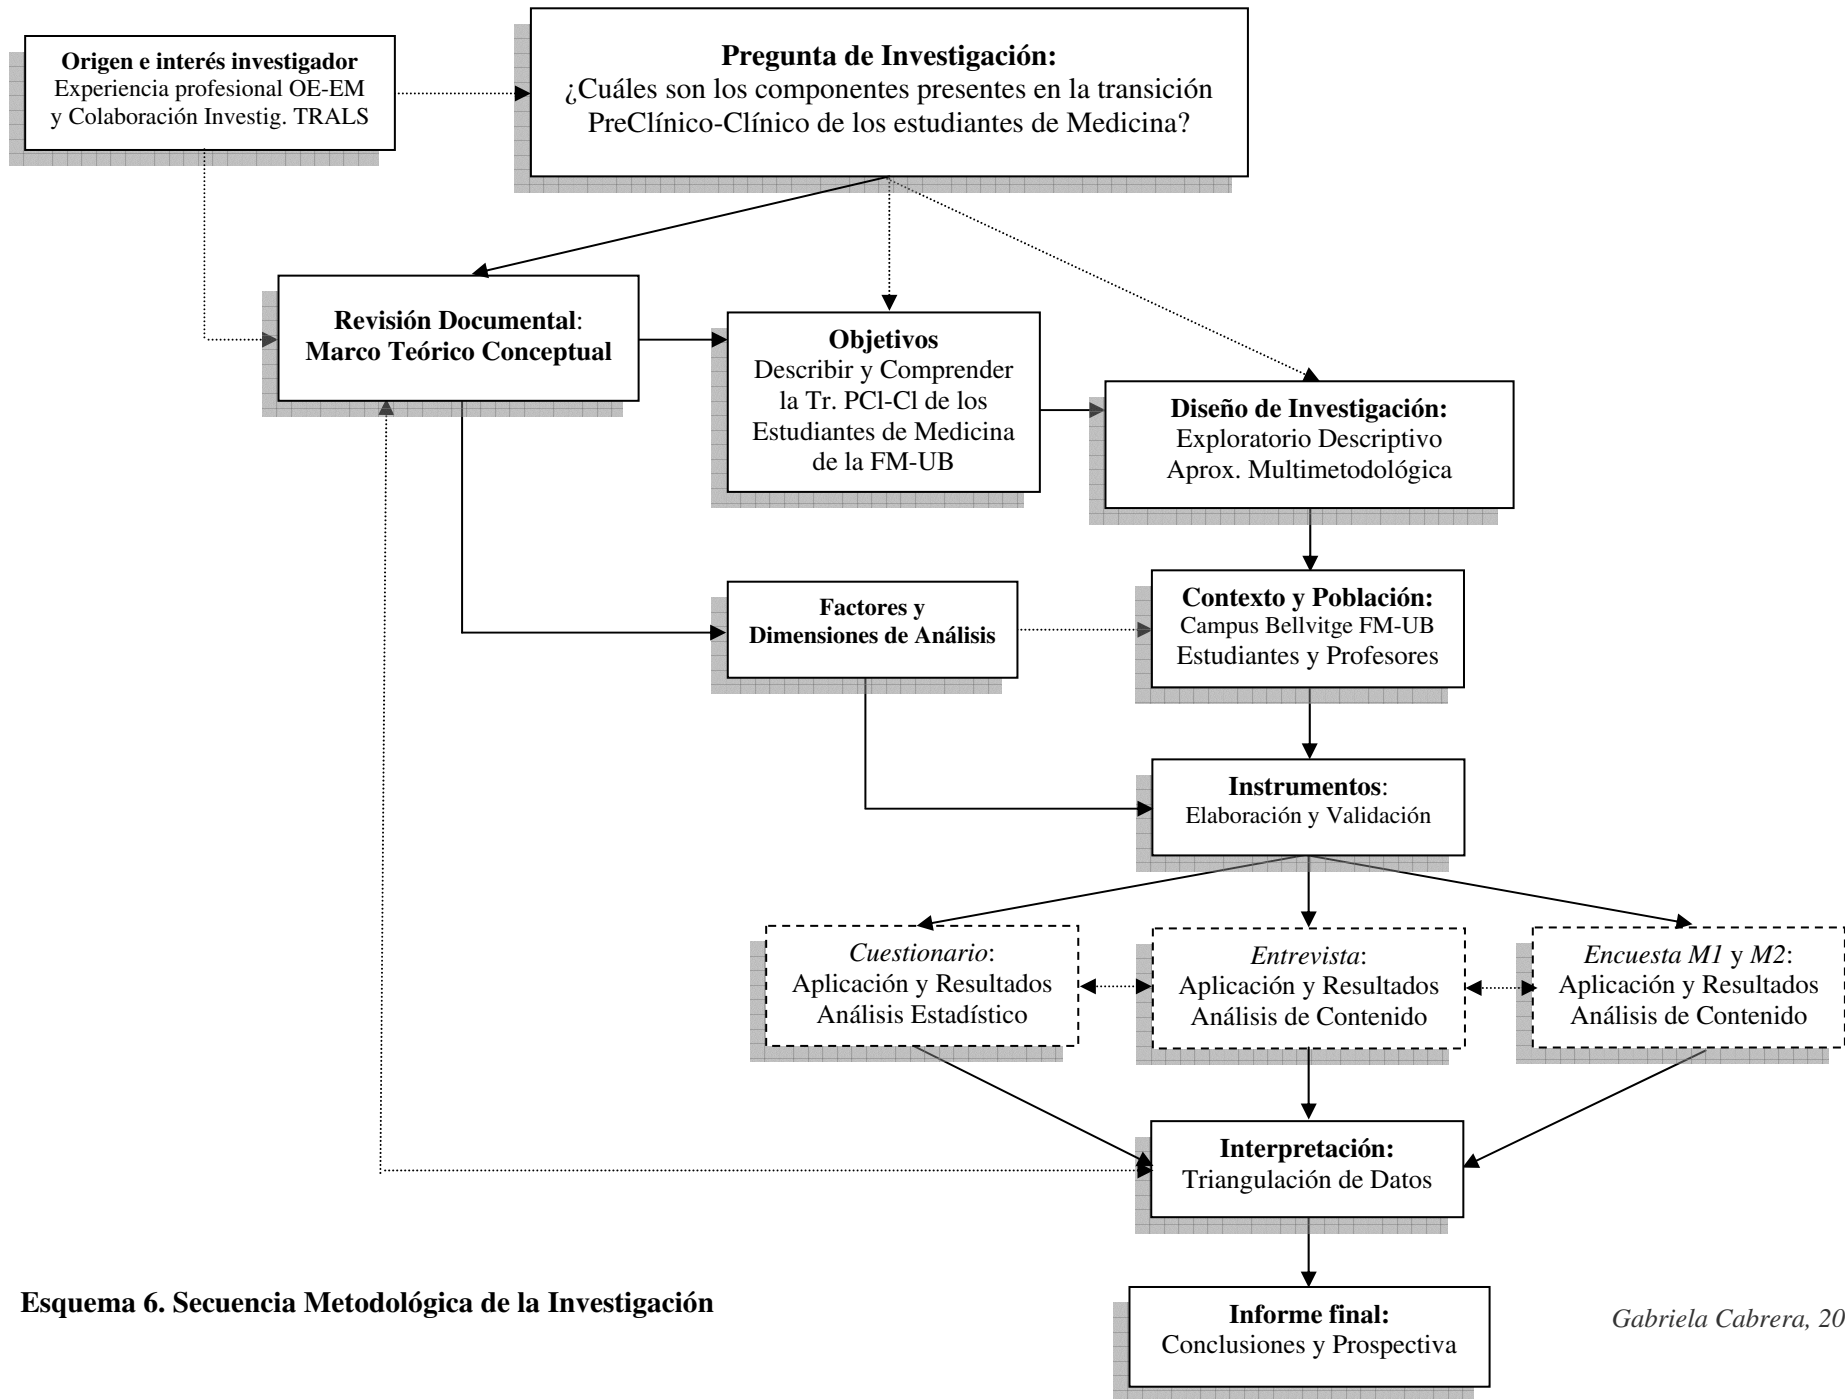 Origen e interés investigador
Experiencia profesional OE-EM
y Colaboración Investig. TRALS
Pregunta de Investigación:
¿Cuáles son los componentes presentes en la transición
PreClínico-Clínico de los estudiantes de Medicina?
Revisión Documental:
Marco Teórico Conceptual
Objetivos
Describir y Comprender
la Tr. PCl-Cl de los
Estudiantes de Medicina
de la FM-UB
Diseño de Investigación:
Exploratorio Descriptivo
Aprox. Multimetodológica
Factores y
Dimensiones de Análisis
Contexto y Población:
Campus Bellvitge FM-UB
Estudiantes y Profesores
Instrumentos:
Elaboración y Validación
Cuestionario:
Aplicación y Resultados
Análisis Estadístico
Entrevista:
Aplicación y Resultados
Análisis de Contenido
Encuesta M1 y M2:
Aplicación y Resultados
Análisis de Contenido
Interpretación:
Triangulación de Datos
Informe final:
Conclusiones y Prospectiva
Esquema 6. Secuencia Metodológica de la Investigación
Gabriela Cabrera, 20